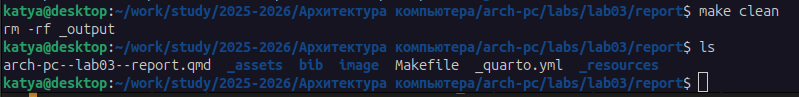 katya@desktop:~/work/study/2025-2026/Архитектура компьютера/arch-pc/labs/lab03/report$ make clean
rm -rf _output
katya@desktop:~/work/study/2025-2026/Архитектура компьютера/arch-pc/labs/lab03/report$ ls
arch-pc--lab03--report.qmd _assets bib image Makefile _quarto.yml _resources
katya@desktop:~/work/study/2025-2026/Архитектура компьютера/arch-pc/labs/lab03/report$